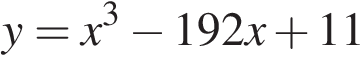 y = x³ − 192x + 11